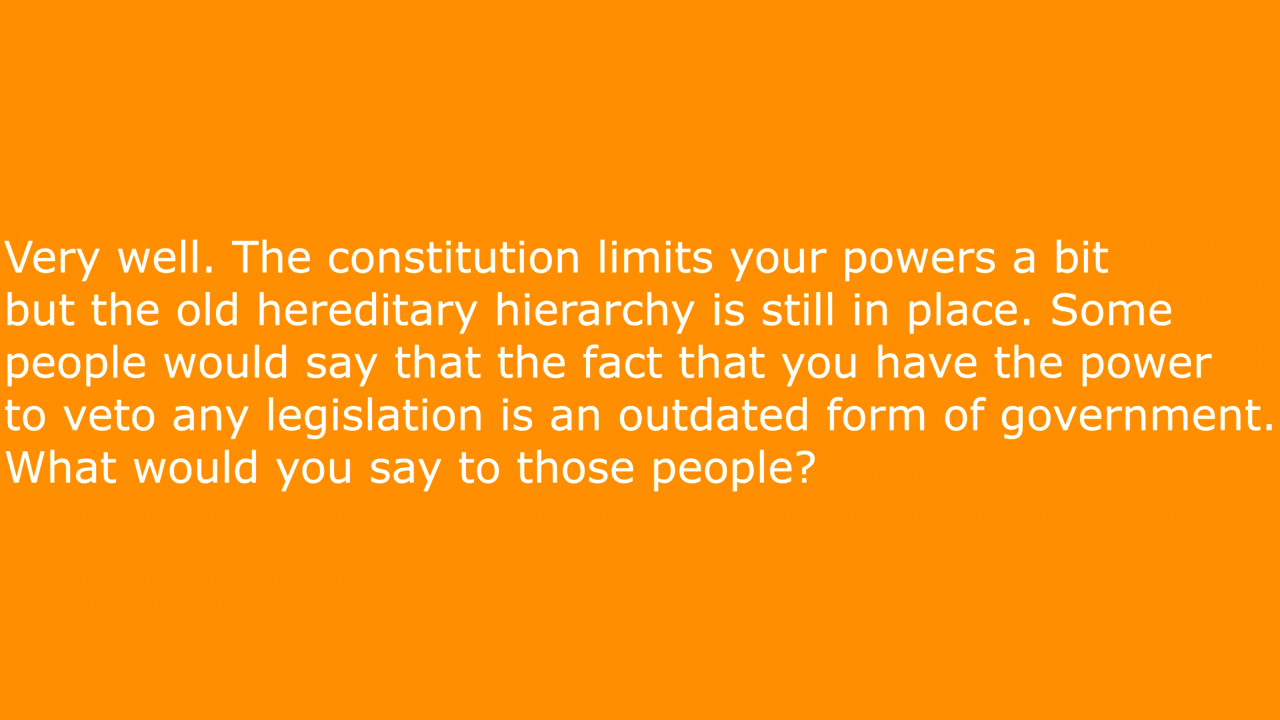 Very well. The constitution limits your powers a bit
but the old hereditary hierarchy is still in place. Some
people would say that the fact that you have the power
to veto any legislation is an outdated form of government.
What would you say to those people?